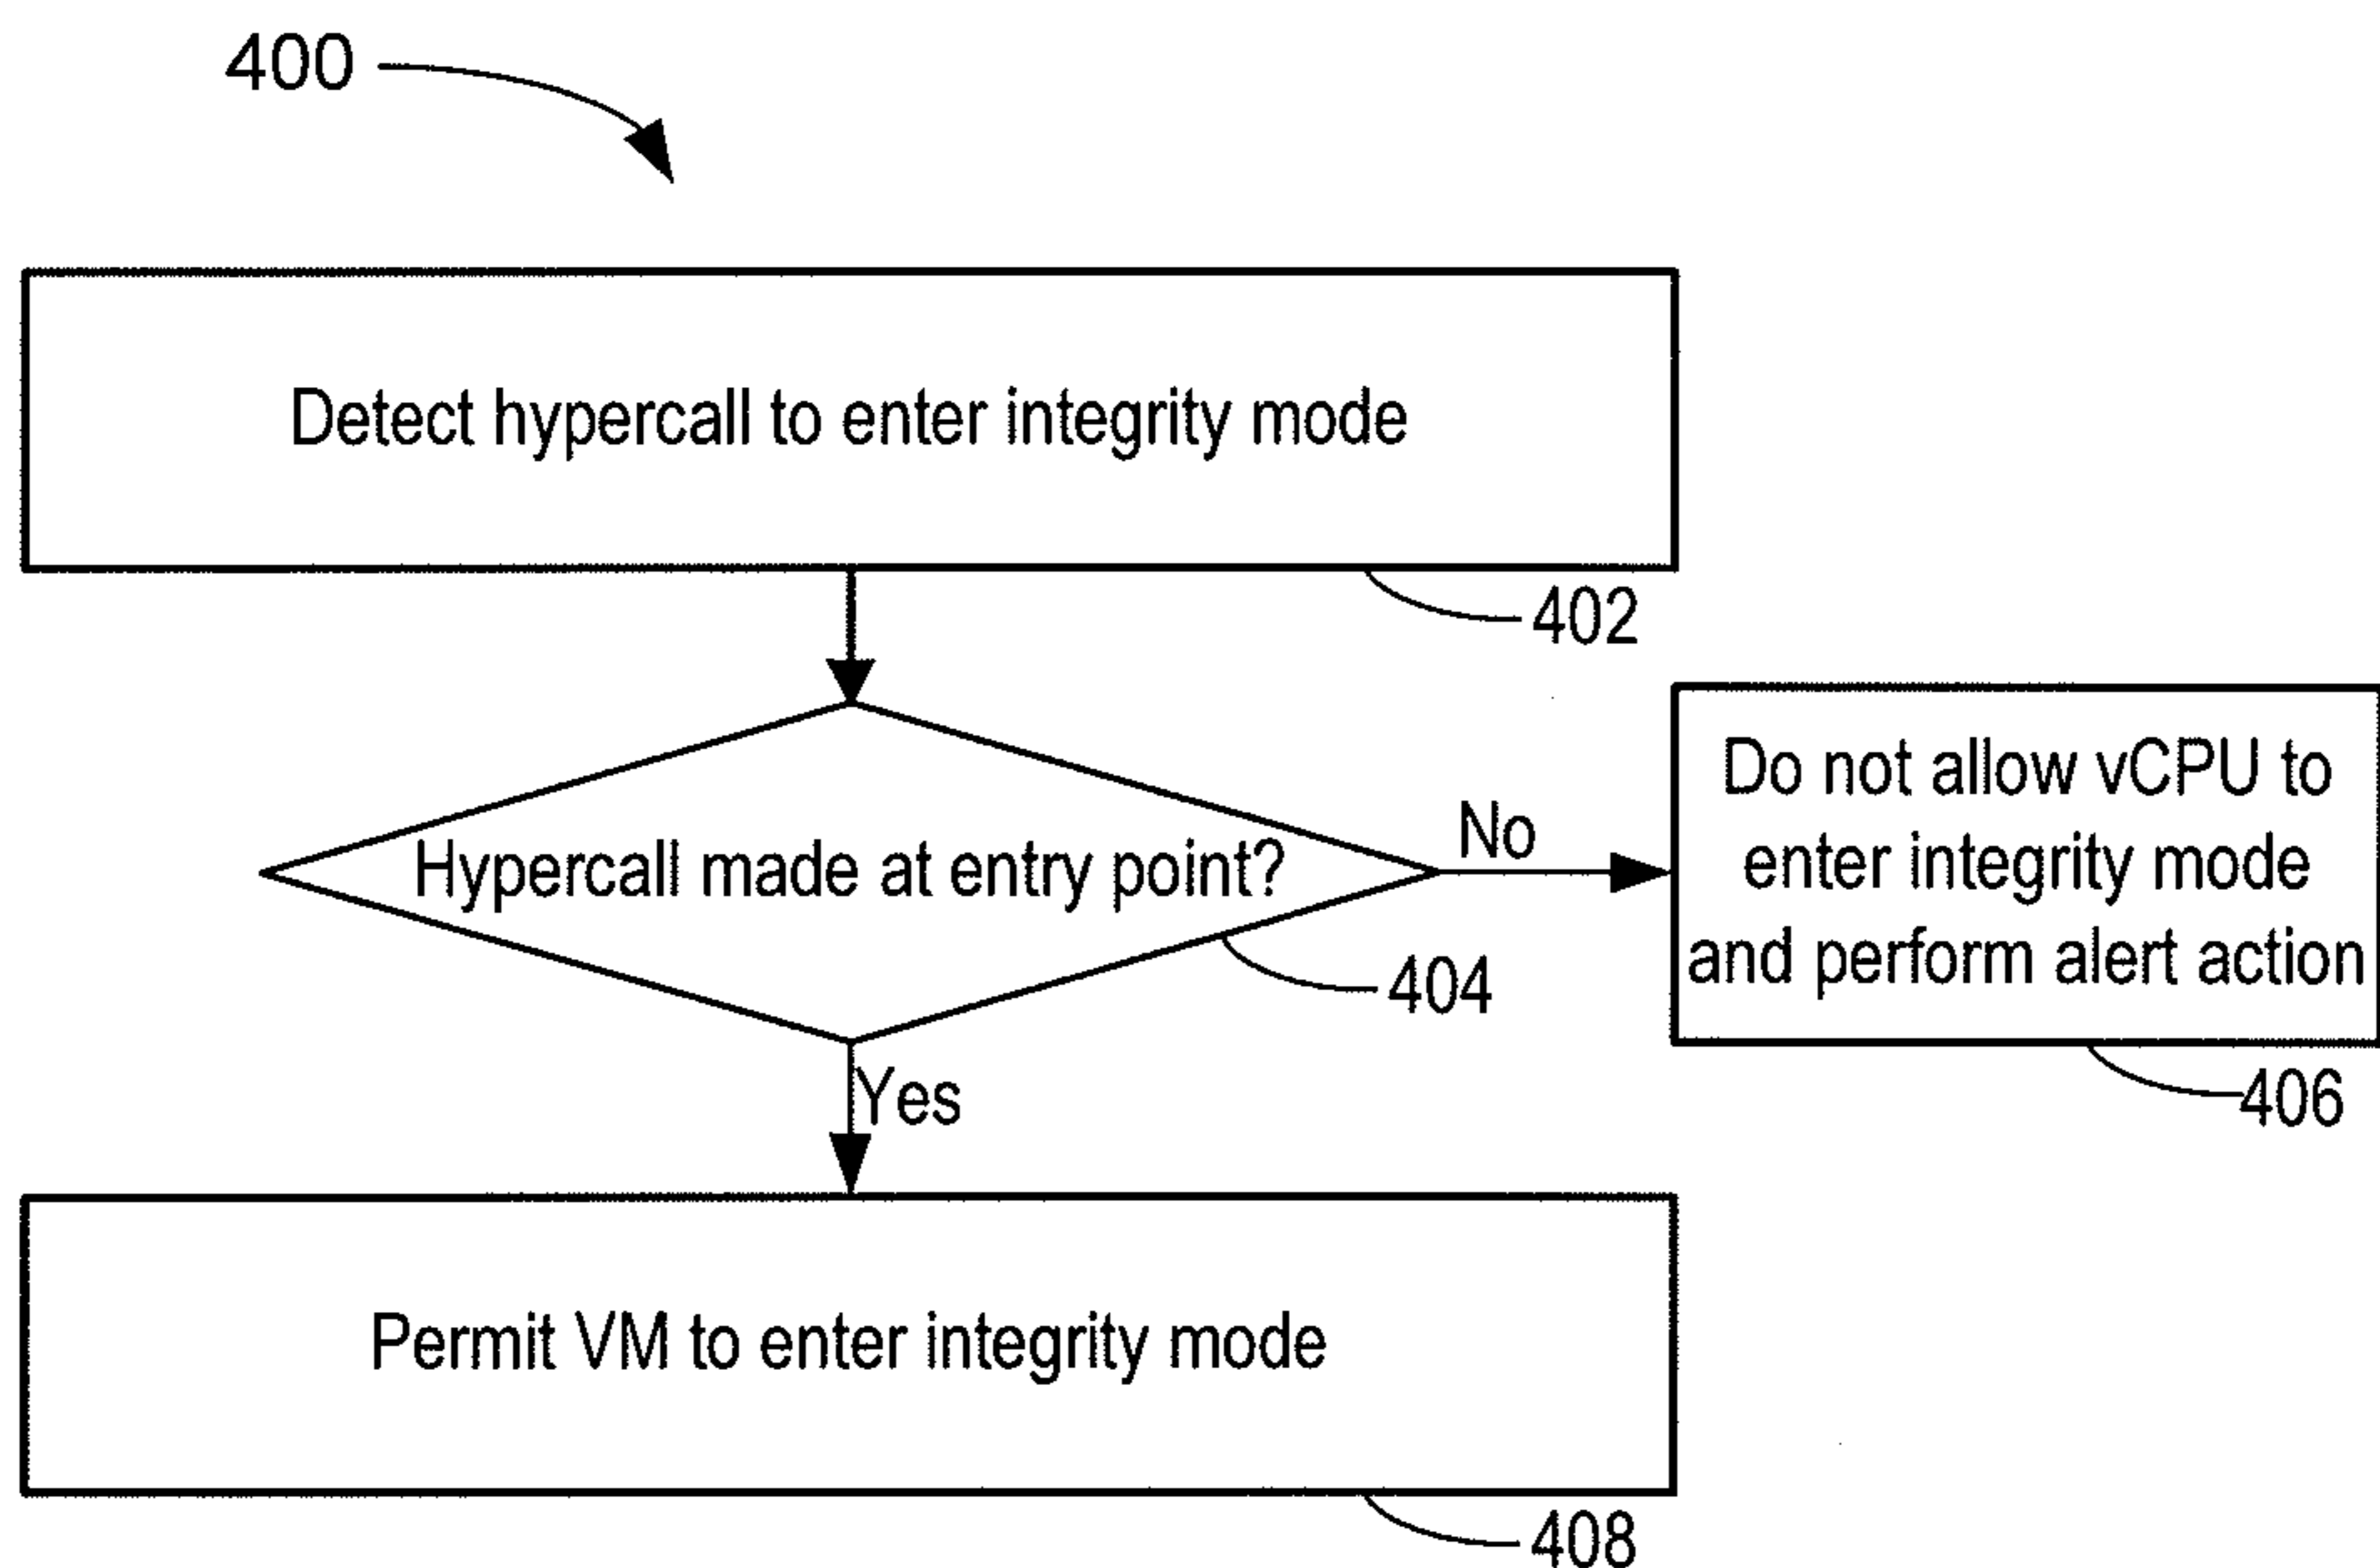 400
Detect hypercall to enter integrity mode
402
Hypercall made at entry point?
404
No
Do not allow vCPU to
enter integrity mode
and perform alert action
406
Yes
Permit VM to enter integrity mode
408